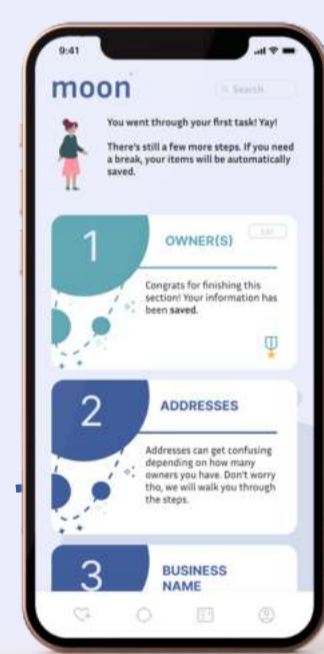 9:41
moon
Search
You went through your first task! Yay!
There's still a few more steps. If you need
a break, your items will be automatically
saved.
1
OWNER(S)
Edit
Congrats for finishing this
section! Your information has
been saved.
2
ADDRESSES
Addresses can get confusing
depending on how many
owners you have. Don't worry
tho, we will walk you through
the steps.
3
BUSINESS
NAME